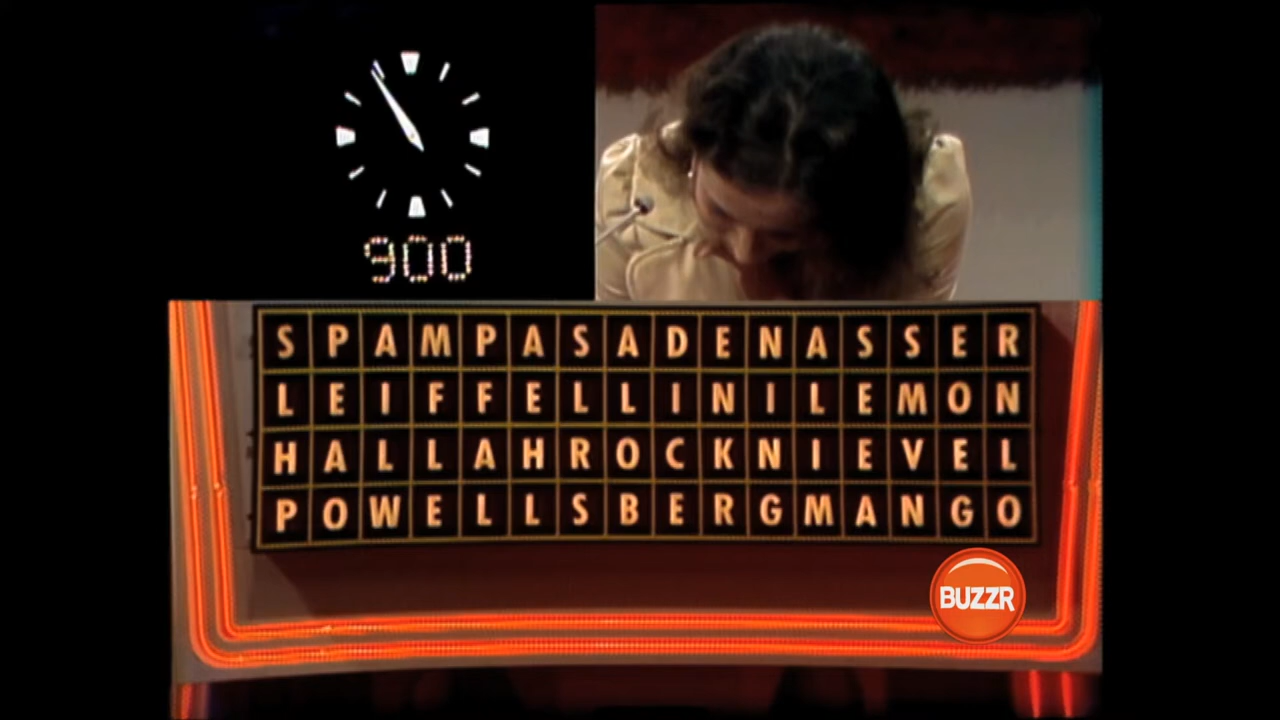 900
SPAMPASADENASSER
LEIFFELLINILEMON
HALLAHROCKNIEVEL
POWELLSBERGMANGO
BUZZR